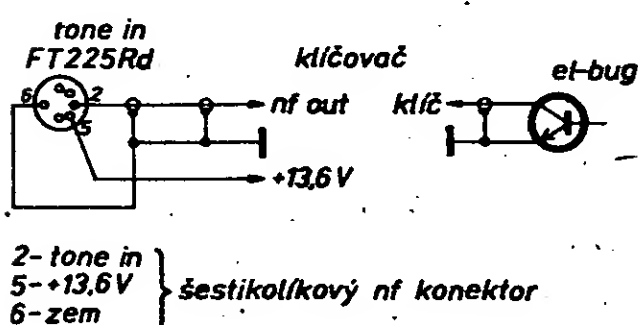 tone in
FT225Rd
klíčovač
el-bug
6
2
5
nf out
klíč
+13,6 V
2- tone in
5- +13,6 V
6- zem
šestikolíkový nf konektor